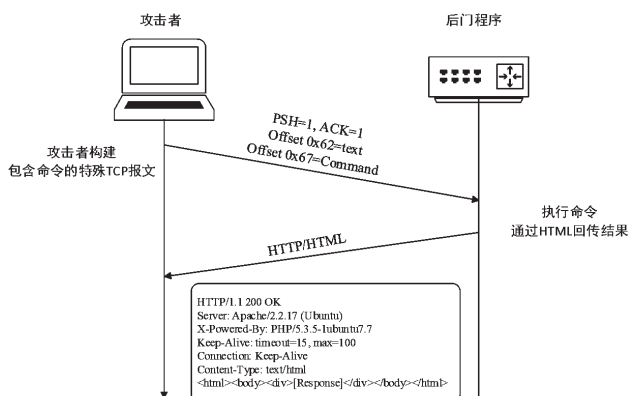 攻击者
后门程序
PSH=1, ACK=1
Offset 0x62=text
Offset 0x67=Command
攻击者构建
包含命令的特殊TCP报文
执行命令
通过HTML回传结果
HTTP/HTML
HTTP/1.1 200 OK
Server: Apache/2.2.17 (Ubuntu)
X-Powered-By: PHP/5.3.5-1ubuntu7.7
Keep-Alive: timeout=15, max=100
Connection: Keep-Alive
Content-Type: text/html
<html><body><div>[Response]</div></body></html>